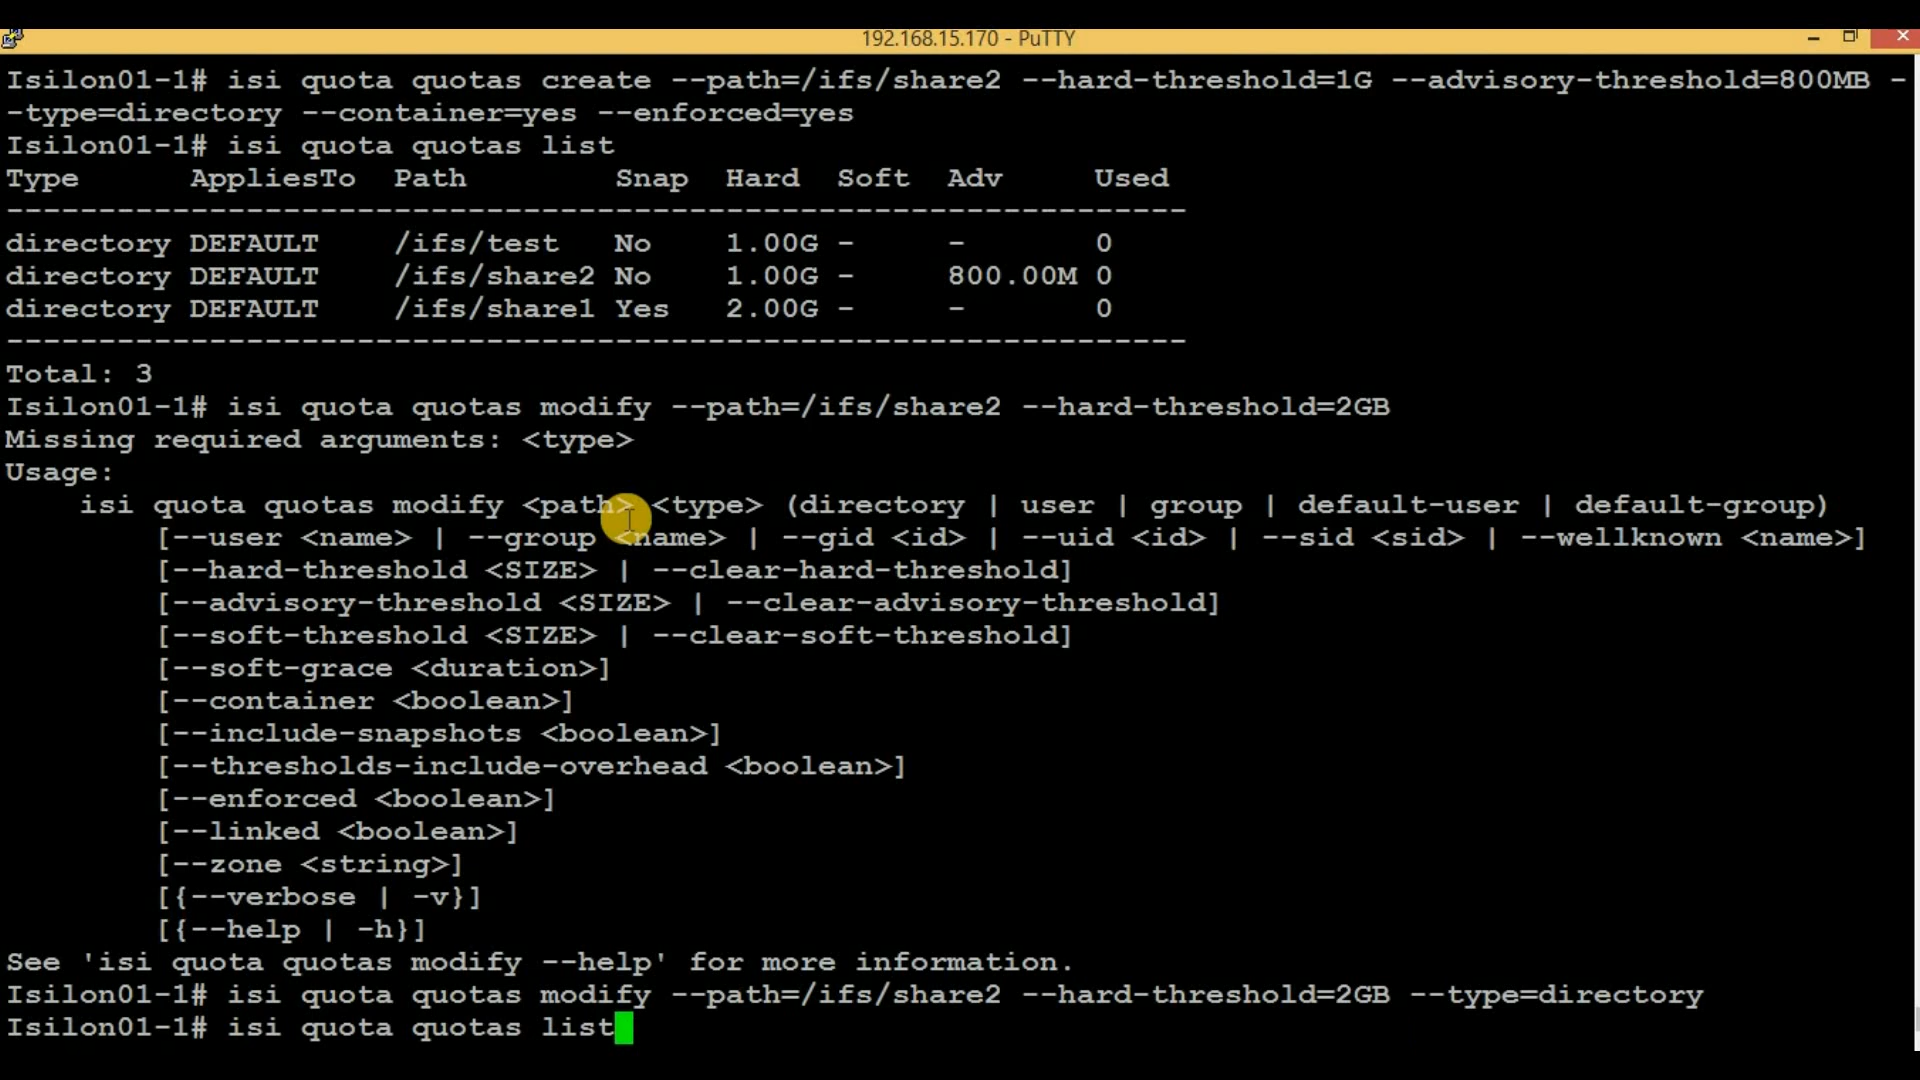 192.168.15.170 - PuTTY
Isilon01-1# isi quota quotas create --path=/ifs/share2 --hard-threshold=1G --advisory-threshold=800MB -
-type=directory --container=yes --enforced=yes
Isilon01-1# isi quota quotas list
Type AppliesTo Path Snap Hard Soft Adv Used
----------------------------------------------------------------
directory DEFAULT /ifs/test No 1.00G - - 0
directory DEFAULT /ifs/share2 No 1.00G - 800.00M 0
directory DEFAULT /ifs/share1 Yes 2.00G - - 0
----------------------------------------------------------------
Total: 3
Isilon01-1# isi quota quotas modify --path=/ifs/share2 --hard-threshold=2GB
Missing required arguments: <type>
Usage:
isi quota quotas modify <path> <type> (directory | user | group | default-user | default-group)
[--user <name> | --group <name> | --gid <id> | --uid <id> | --sid <sid> | --wellknown <name>]
[--hard-threshold <SIZE> | --clear-hard-threshold]
[--advisory-threshold <SIZE> | --clear-advisory-threshold]
[--soft-threshold <SIZE> | --clear-soft-threshold]
[--soft-grace <duration>]
[--container <boolean>]
[--include-snapshots <boolean>]
[--thresholds-include-overhead <boolean>]
[--enforced <boolean>]
[--linked <boolean>]
[--zone <string>]
[{--verbose | -v}]
[{--help | -h}]
See 'isi quota quotas modify --help' for more information.
Isilon01-1# isi quota quotas modify --path=/ifs/share2 --hard-threshold=2GB --type=directory
Isilon01-1# isi quota quotas list